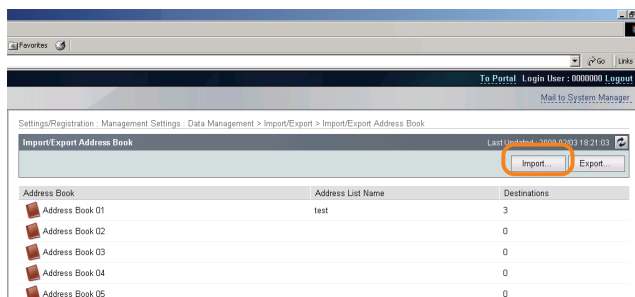 Favorites
Go Links
To Portal Login User : 0000000 Logout
Mail to System Manager
Settings/Registration : Management Settings : Data Management > Import/Export > Import/Export Address Book
Import/Export Address Book Last Updated : 2009 02/03 18:21:03
Import... Export...
Address Book Address List Name Destinations
Address Book 01 test 3
Address Book 02 0
Address Book 03 0
Address Book 04 0
Address Book 05 0